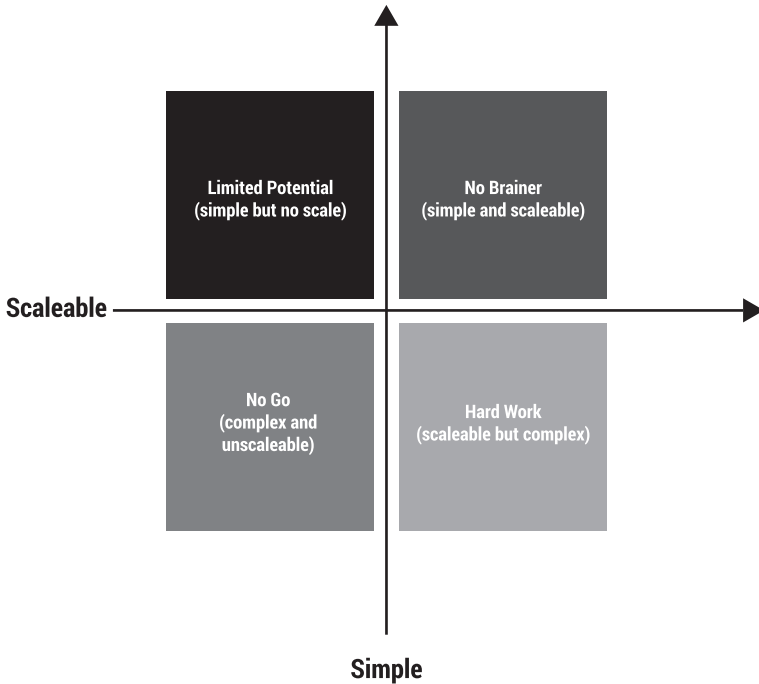 Limited Potential
(simple but no scale)
No Brainer
(simple and scaleable)
Scaleable
No Go
(complex and
unscaleable)
Hard Work
(scaleable but complex)
Simple